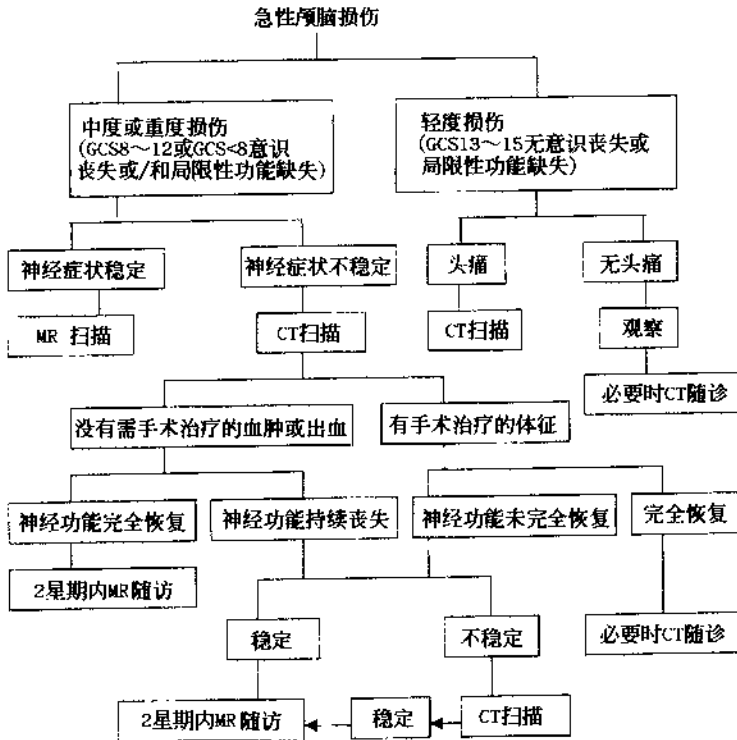 急性颅脑损伤
中度或重度损伤
(GCS8～12或GCS<8意识
丧失或/和局限性功能缺失)
轻度损伤
(GCS13～15无意识丧失或
局限性功能缺失)
神经症状稳定
神经症状不稳定
头痛
无头痛
MR 扫描
CT扫描
CT扫描
观察
必要时CT随诊
没有需手术治疗的血肿或出血
有手术治疗的体征
神经功能完全恢复
神经功能持续丧失
神经功能未完全恢复
完全恢复
2星期内MR随访
稳定
不稳定
必要时CT随诊
2星期内MR随访
稳定
CT扫描